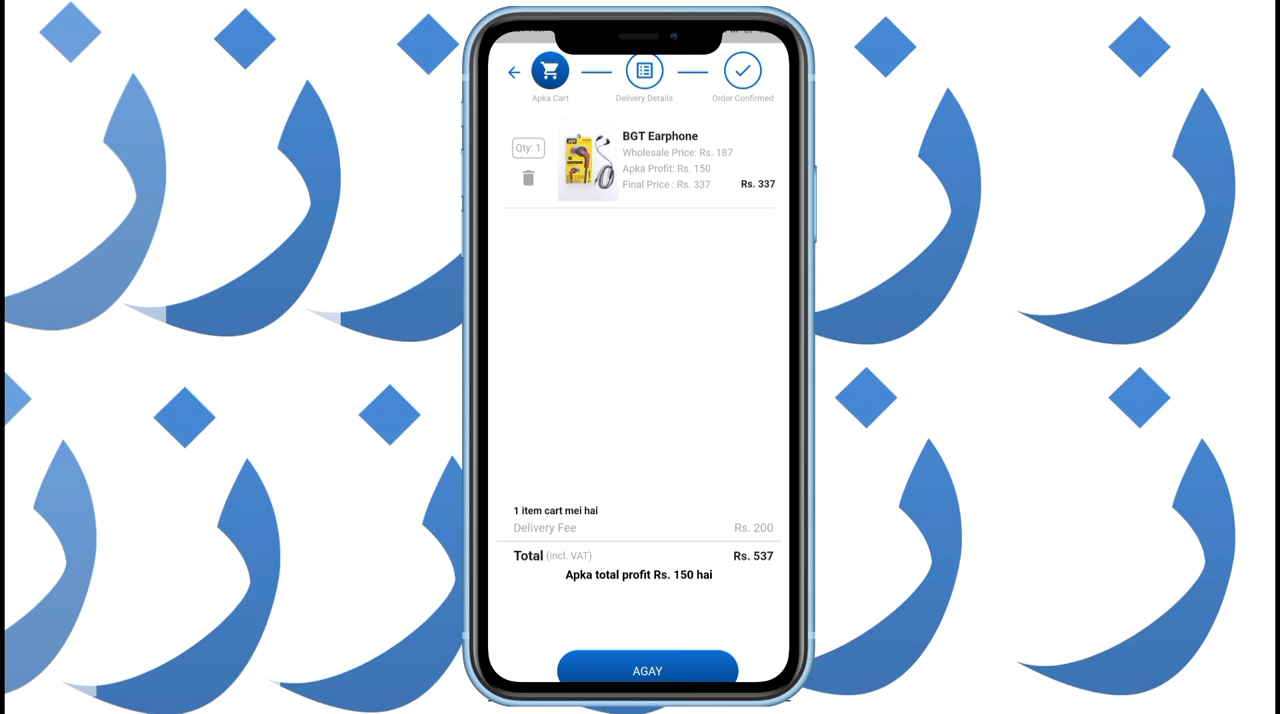 Apka Cart
Delivery Details
Order Confirmed
Qty: 1
BGT Earphone
Wholesale Price: Rs. 187
Apka Profit: Rs. 150
Final Price : Rs. 337
Rs. 337
1 item cart mei hai
Delivery Fee
Rs. 200
Total (incl. VAT)
Rs. 537
Apka total profit Rs. 150 hai
AGAY